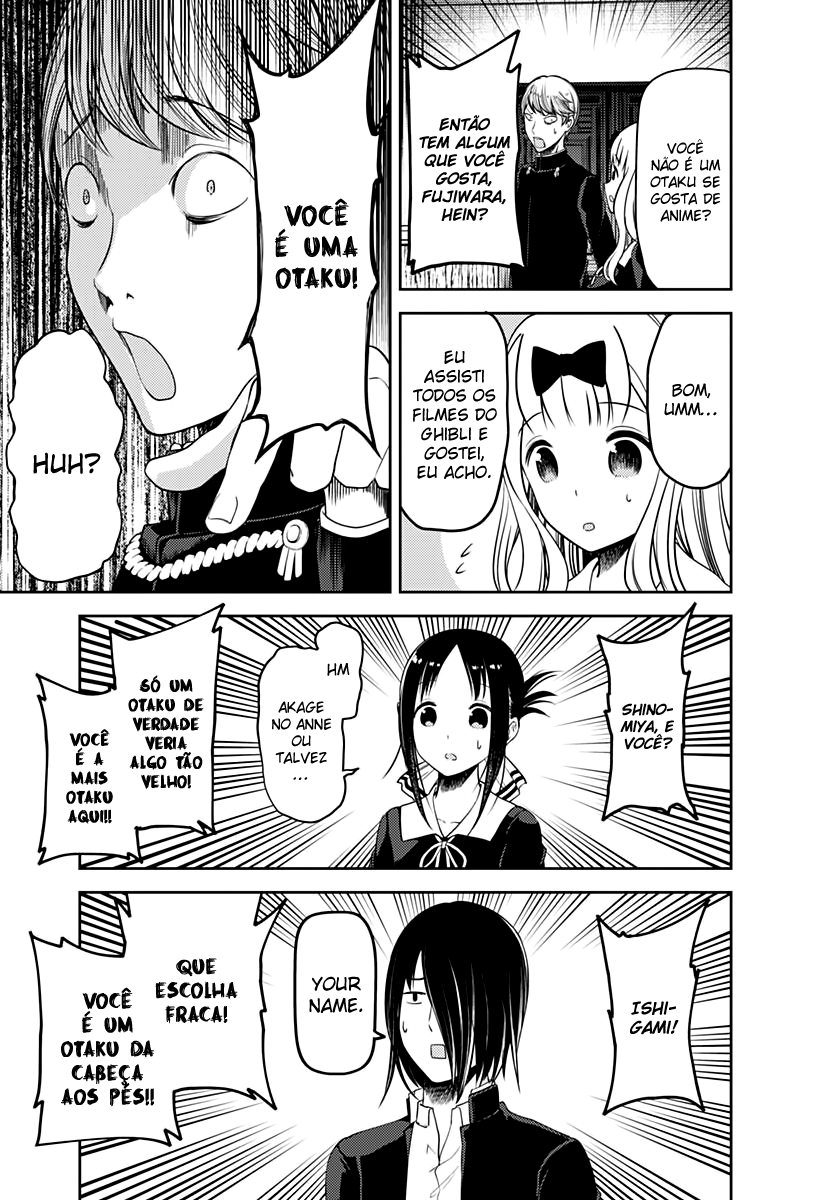 VOCÊ
NÃO É UM
OTAKU SE
GOSTA DE
ANIME?
ENTÃO
TEM ALGUM
QUE VOCÊ
GOSTA,
FUJIWARA,
HEIN?
BOM,
UMM...
EU
ASSISTI
TODOS OS
FILMES DO
GHIBLI E
GOSTEI,
EU ACHO.
VOCÊ
É UMA
OTAKU!
HUH?
SHINO-
MIYA, E
VOCÊ?
HM
AKAGE
NO ANNE
OU
TALVEZ
...
SÓ UM
OTAKU DE
VERDADE
VERIA
ALGO TÃO
VELHO!
VOCÊ
É A
MAIS
OTAKU
AQUI!!
ISHI-
GAMI!
YOUR
NAME.
QUE
ESCOLHA
FRACA!
VOCÊ
É UM
OTAKU DA
CABEÇA
AOS PÉS!!